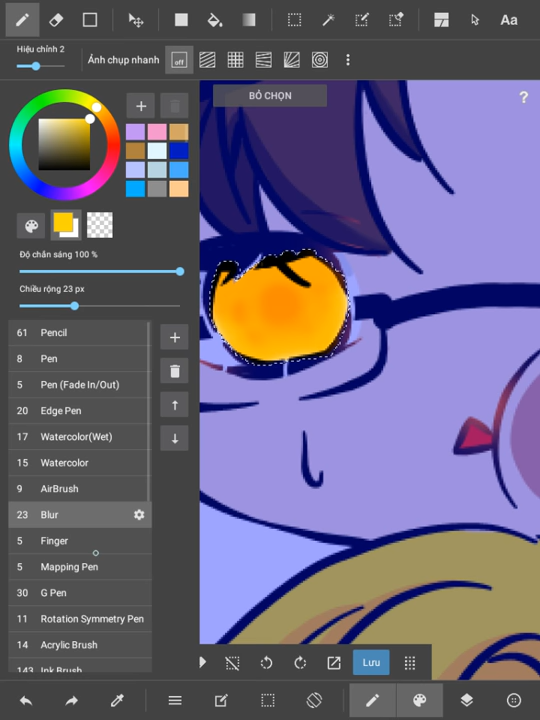 Aa
Hiệu chỉnh 2
Ảnh chụp nhanh
off
BỎ CHỌN
?
Độ chắn sáng 100 %
Chiều rộng 23 px
61 Pencil
8 Pen
5 Pen (Fade In/Out)
20 Edge Pen
17 Watercolor(Wet)
15 Watercolor
9 AirBrush
23 Blur
5 Finger
5 Mapping Pen
30 G Pen
11 Rotation Symmetry Pen
14 Acrylic Brush
143 Ink Brush
Lưu